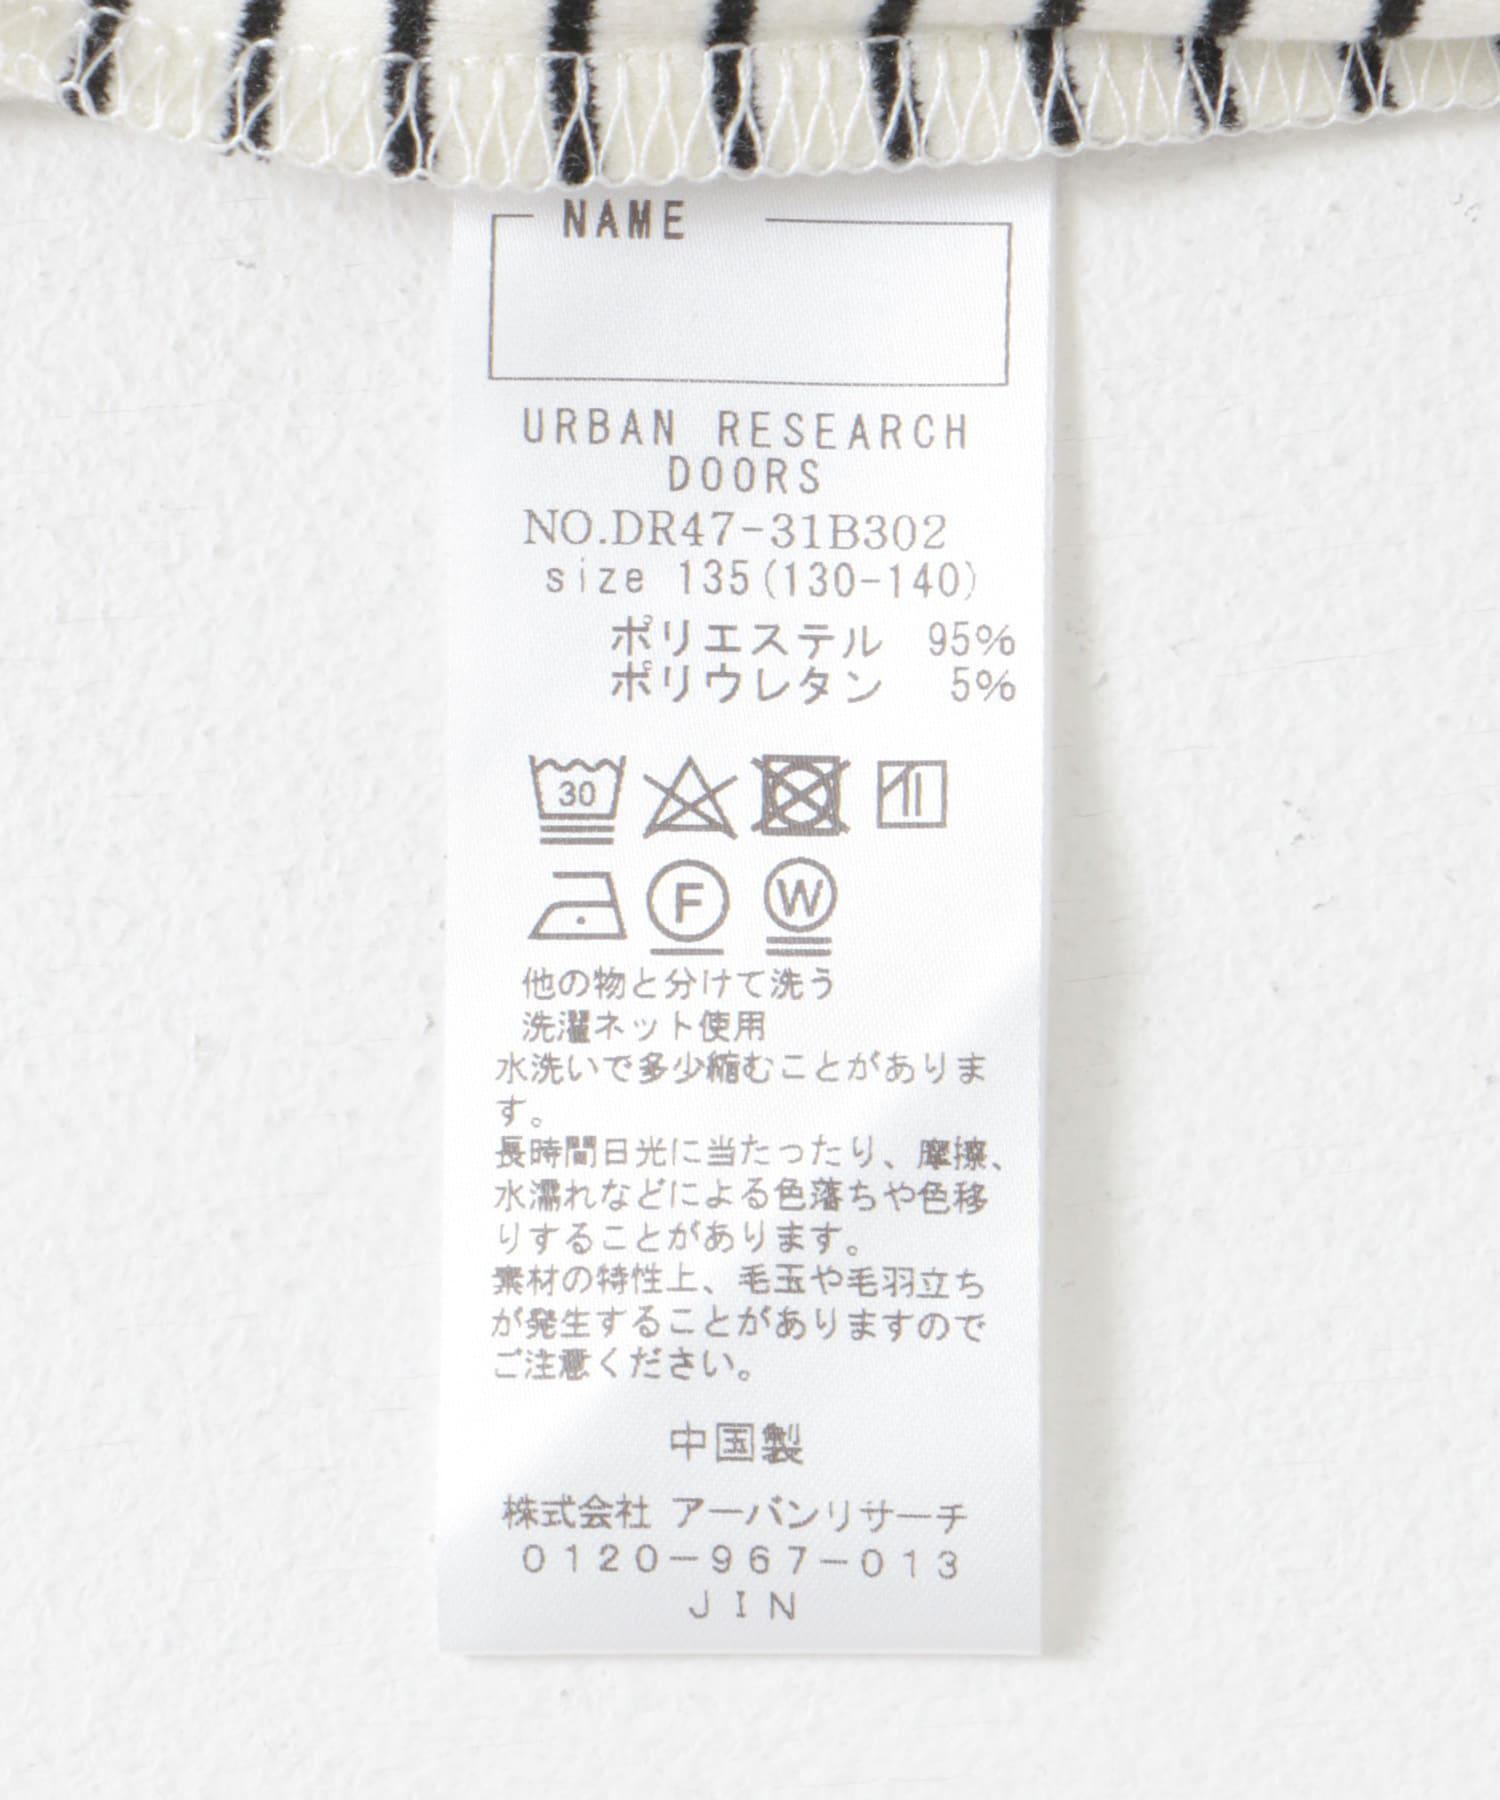 NAME
URBAN RESEARCH
DOORS
NO.DR47-31B302
size 135(130-140)
ポリエステル 95%
ポリウレタン 5%
30
F W
他の物と分けて洗う
洗濯ネット使用
水洗いで多少縮むことがありま
す。
長時間日光に当たったり、摩擦、
水濡れなどによる色落ちや色移
りすることがあります。
素材の特性上、毛玉や毛羽立ち
が発生することがありますので
ご注意ください。
中国製
株式会社 アーバンリサーチ
0120-967-013
JIN